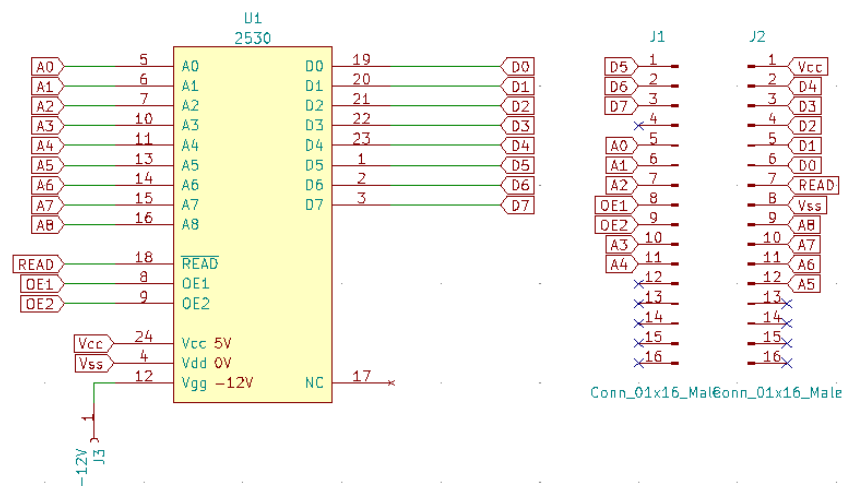 U1
2530
A0 5 A0 D0 19 D0
A1 6 A1 D1 20 D1
A2 7 A2 D2 21 D2
A3 10 A3 D3 22 D3
A4 11 A4 D4 23 D4
A5 13 A5 D5 1 D5
A6 14 A6 D6 2 D6
A7 15 A7 D7 3 D7
A8 16 A8
READ 18 READ
OE1 8 OE1
OE2 9 OE2
Vcc 24 Vcc 5V
Vss 4 Vdd 0V
12 Vgg -12V NC 17
1
J3
-12V
J1
D5 1
D6 2
D7 3
4
A0 5
A1 6
A2 7
OE1 8
OE2 9
A3 10
A4 11
12
13
14
15
16
Conn_01x16_Male
J2
1 Vcc
2 D4
3 D3
4 D2
5 D1
6 D0
7 READ
8 Vss
9 A8
10 A7
11 A6
12 A5
13
14
15
16
Conn_01x16_Male